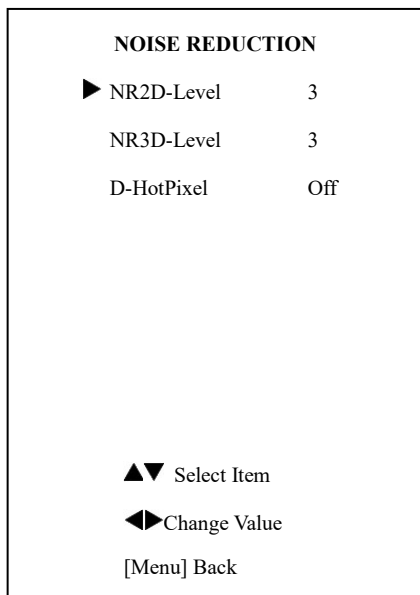 NOISE REDUCTION
▶ NR2D-Level 3
NR3D-Level 3
D-HotPixel Off
▲▼ Select Item
◀▶Change Value
[Menu] Back